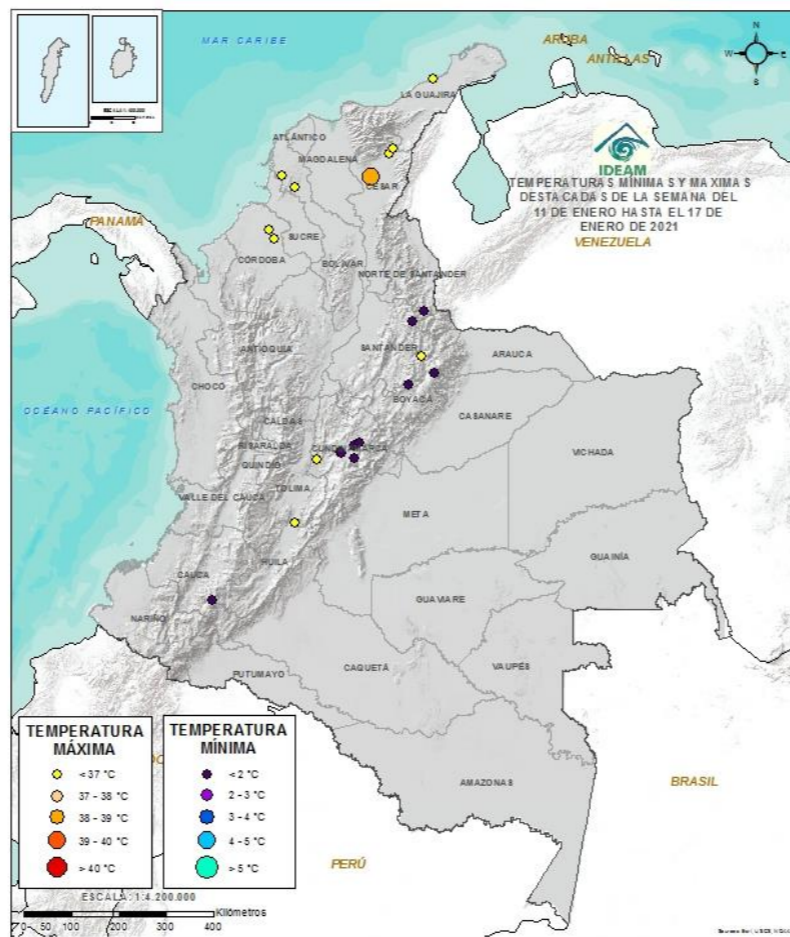 MAR CARIBE
ARUBA
ANTILLAS
N
W
E
S
LA GUAJIRA
ATLÁNTICO
MAGDALENA
CESAR
IDEAM
TEMPERATURAS MÍNIMAS Y MAXIMAS
DESTACADAS DE LA SEMANA DEL
11 DE ENERO HASTA EL 17 DE
ENERO DE 2021
VENEZUELA
PANAMÁ
SUCRE
CÓRDOBA
BOLÍVAR
NORTE DE SANTANDER
ANTIOQUIA
SANTANDER
ARAUCA
CHOCÓ
BOYACÁ
CASANARE
OCÉANO PACÍFICO
CALDAS
RISARALDA
CUNDINAMARCA
VICHADA
QUINDÍO
TOLIMA
VALLE DEL CAUCA
META
GUAINÍA
HUILA
CAUCA
GUAVIARE
NARIÑO
CAQUETÁ
VAUPÉS
PUTUMAYO
AMAZONAS
BRASIL
PERÚ
TEMPERATURA
MÁXIMA
< 37 °C
37 - 38 °C
38 - 39 °C
39 - 40 °C
> 40 °C
TEMPERATURA
MÍNIMA
< 2 °C
2 - 3 °C
3 - 4 °C
4 - 5 °C
> 5 °C
ESCALA: 1:4.200.000
Kilómetros
0 50 100 200 300 400